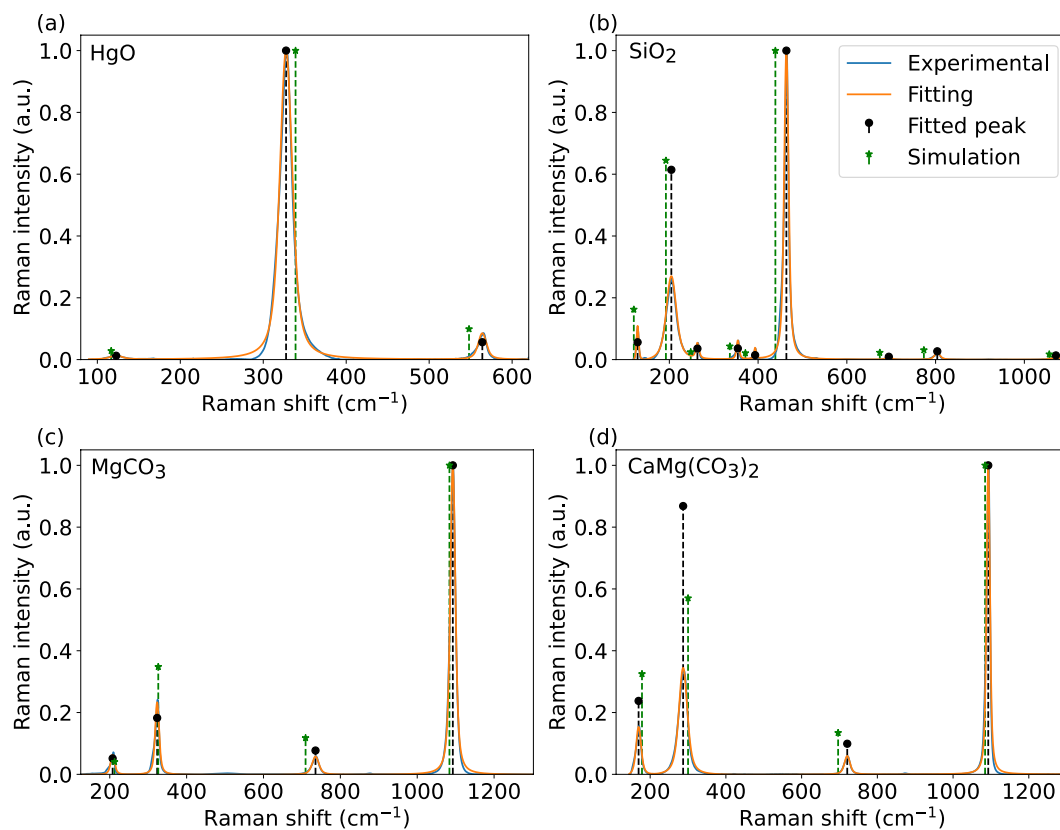 (a)
HgO
1.0
0.8
0.6
0.4
0.2
0.0
Raman intensity (a.u.)
100 200 300 400 500 600
Raman shift (cm⁻¹)
(b)
SiO₂
1.0
0.8
0.6
0.4
0.2
0.0
Raman intensity (a.u.)
200 400 600 800 1000
Raman shift (cm⁻¹)
Experimental
Fitting
Fitted peak
Simulation
(c)
MgCO₃
1.0
0.8
0.6
0.4
0.2
0.0
Raman intensity (a.u.)
200 400 600 800 1000 1200
Raman shift (cm⁻¹)
(d)
CaMg(CO₃)₂
1.0
0.8
0.6
0.4
0.2
0.0
Raman intensity (a.u.)
200 400 600 800 1000 1200
Raman shift (cm⁻¹)